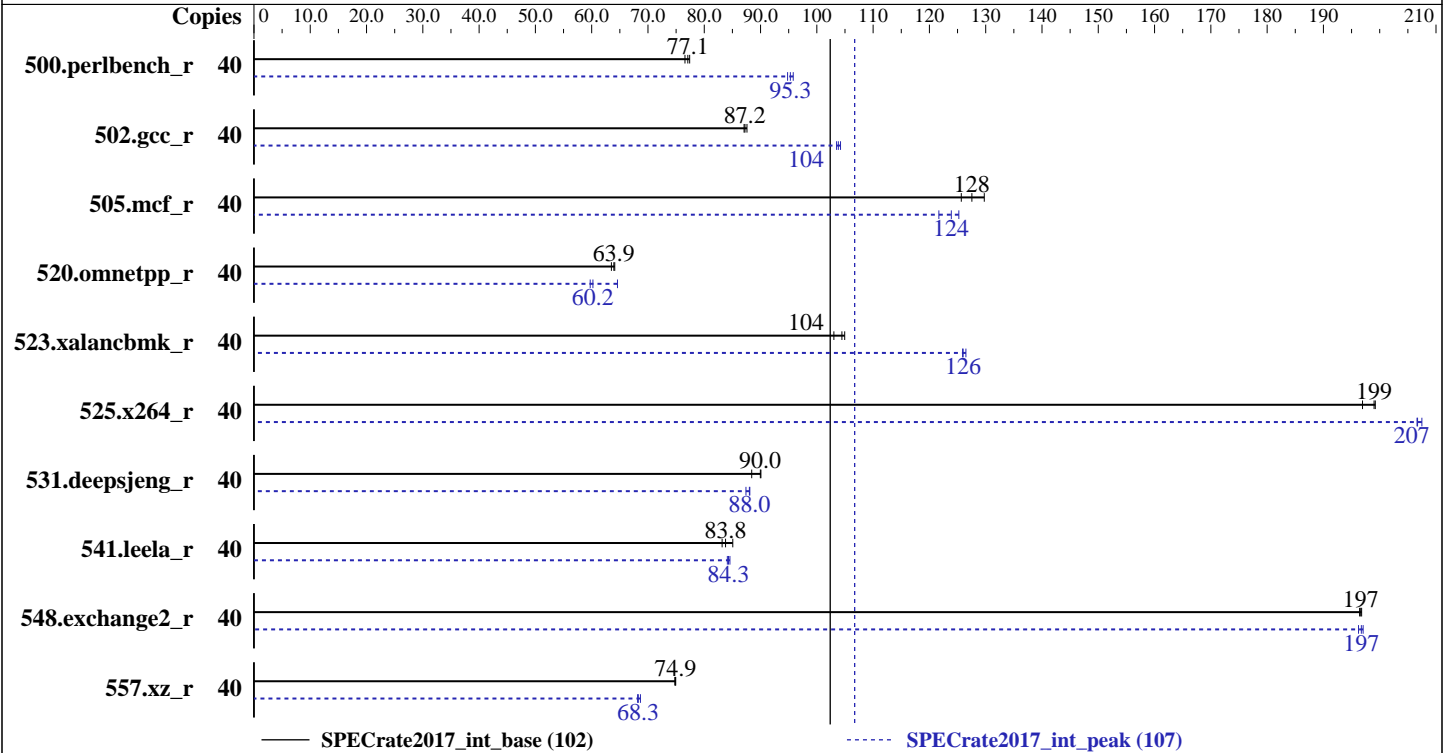 Copies 0 10.0 20.0 30.0 40.0 50.0 60.0 70.0 80.0 90.0 100 110 120 130 140 150 160 170 180 190 210
77.1
500.perlbench_r 40
95.3
87.2
502.gcc_r 40
104
128
505.mcf_r 40
124
63.9
520.omnetpp_r 40
60.2
104
523.xalancbmk_r 40
126
199
525.x264_r 40
207
90.0
531.deepsjeng_r 40
88.0
83.8
541.leela_r 40
84.3
197
548.exchange2_r 40
197
74.9
557.xz_r 40
68.3
SPECrate2017_int_base (102) SPECrate2017_int_peak (107)